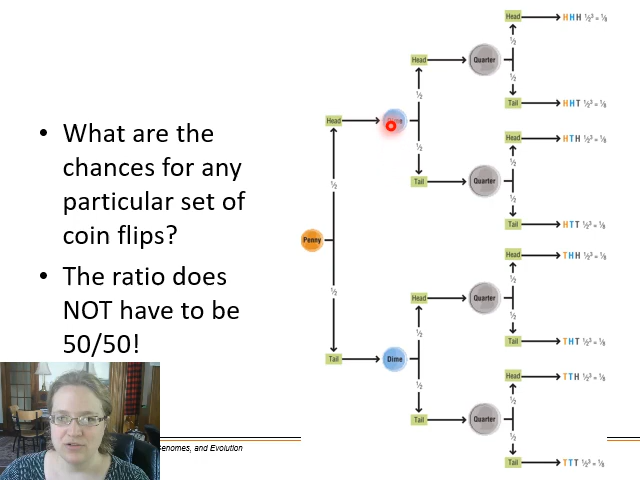 • What are the
chances for any
particular set of
coin flips?
• The ratio does
NOT have to be
50/50!
Genomes, and Evolution
Penny
½
½
Head
Tail
Dime
½
½
Head
Tail
Quarter
½
½
Head
Tail
HHH ½³ = ⅛
HHT ½³ = ⅛
Quarter
½
½
Head
Tail
HTH ½³ = ⅛
HTT ½³ = ⅛
Dime
½
½
Head
Tail
Quarter
½
½
Head
Tail
THH ½³ = ⅛
THT ½³ = ⅛
Quarter
½
½
Head
Tail
TTH ½³ = ⅛
TTT ½³ = ⅛